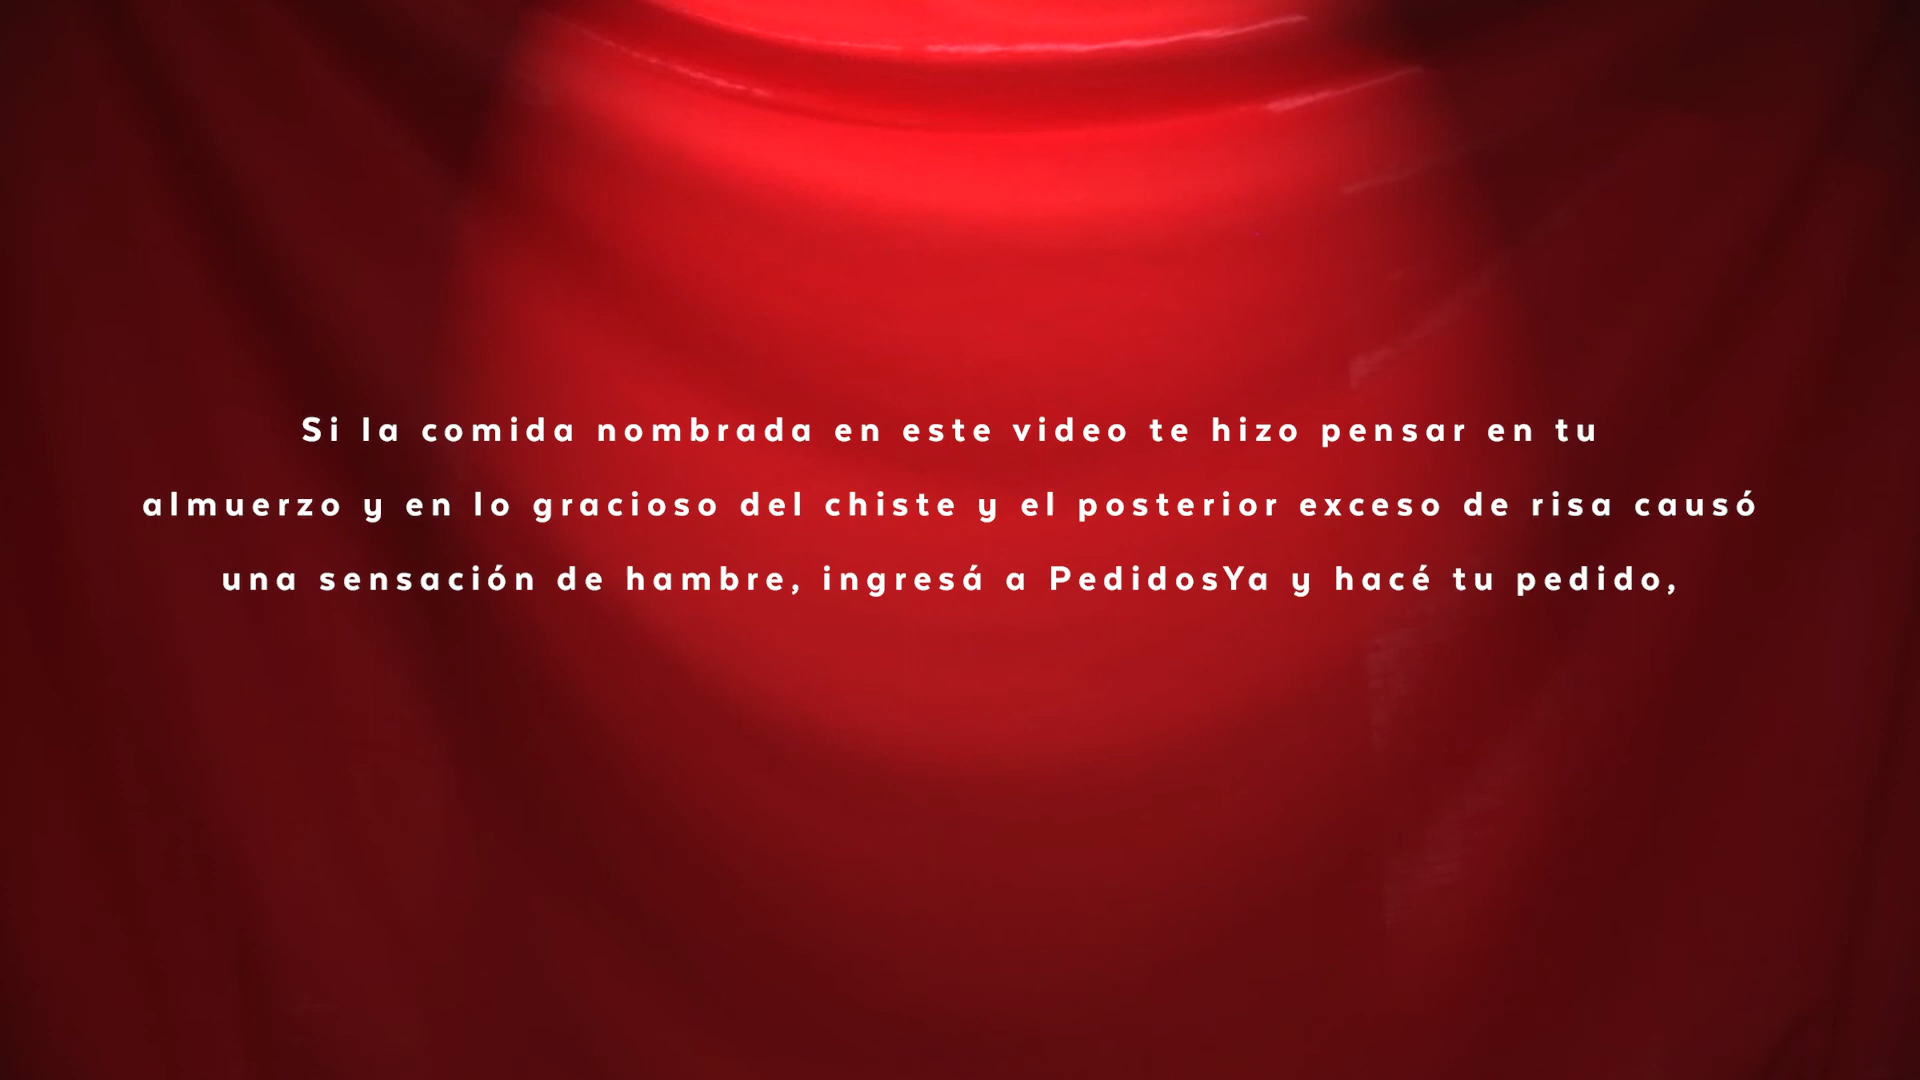 Si la comida nombrada en este video te hizo pensar en tu
almuerzo y en lo gracioso del chiste y el posterior exceso de risa causó
una sensación de hambre, ingresá a PedidosYa y hacé tu pedido,